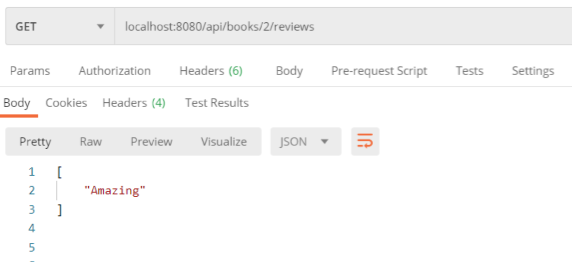 GET localhost:8080/api/books/2/reviews
Params Authorization Headers (6) Body Pre-request Script Tests Settings
Body Cookies Headers (4) Test Results
Pretty Raw Preview Visualize JSON
1 [
2 "Amazing"
3 ]
4
5